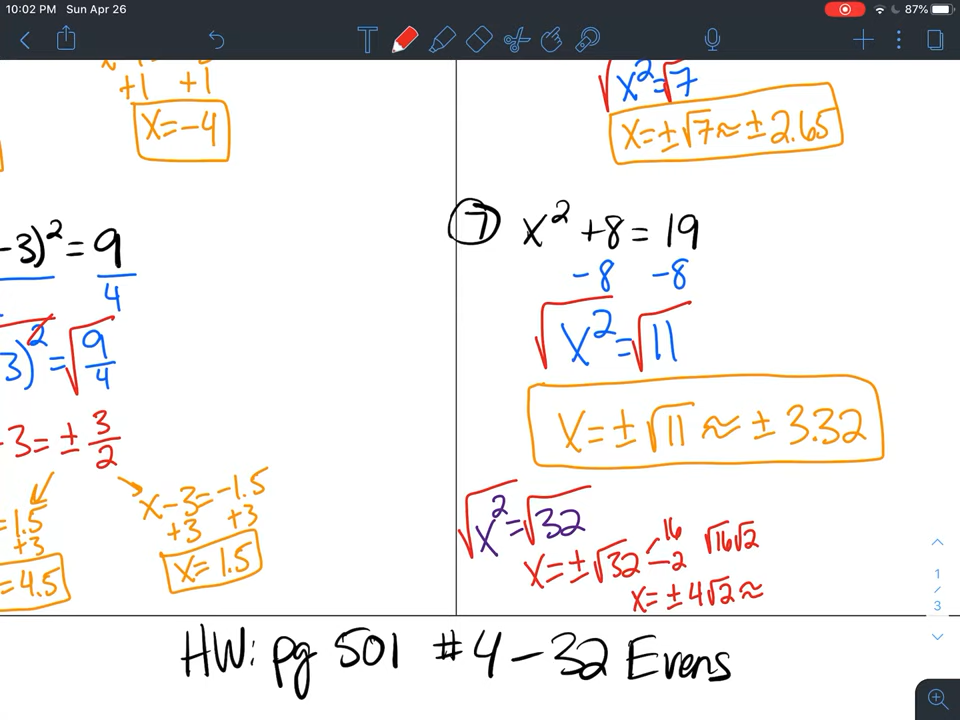 10:02 PM Sun Apr 26
87%
T
+1 +1
x=-4
-3)² = 9
4
3)² = √9/4
-3 = ± 3/2
= 1.5
+3
= 4.5
x-3=-1.5
+3 +3
x=1.5
√x²=√7
x=±√7≈±2.65
⑦ x²+8=19
-8 -8
√x²=√11
x=±√11≈±3.32
√x²=√32
x=±√32 16 √16√2
2
x=±4√2≈
1
/
3
HW: pg 501 #4-32 Evens